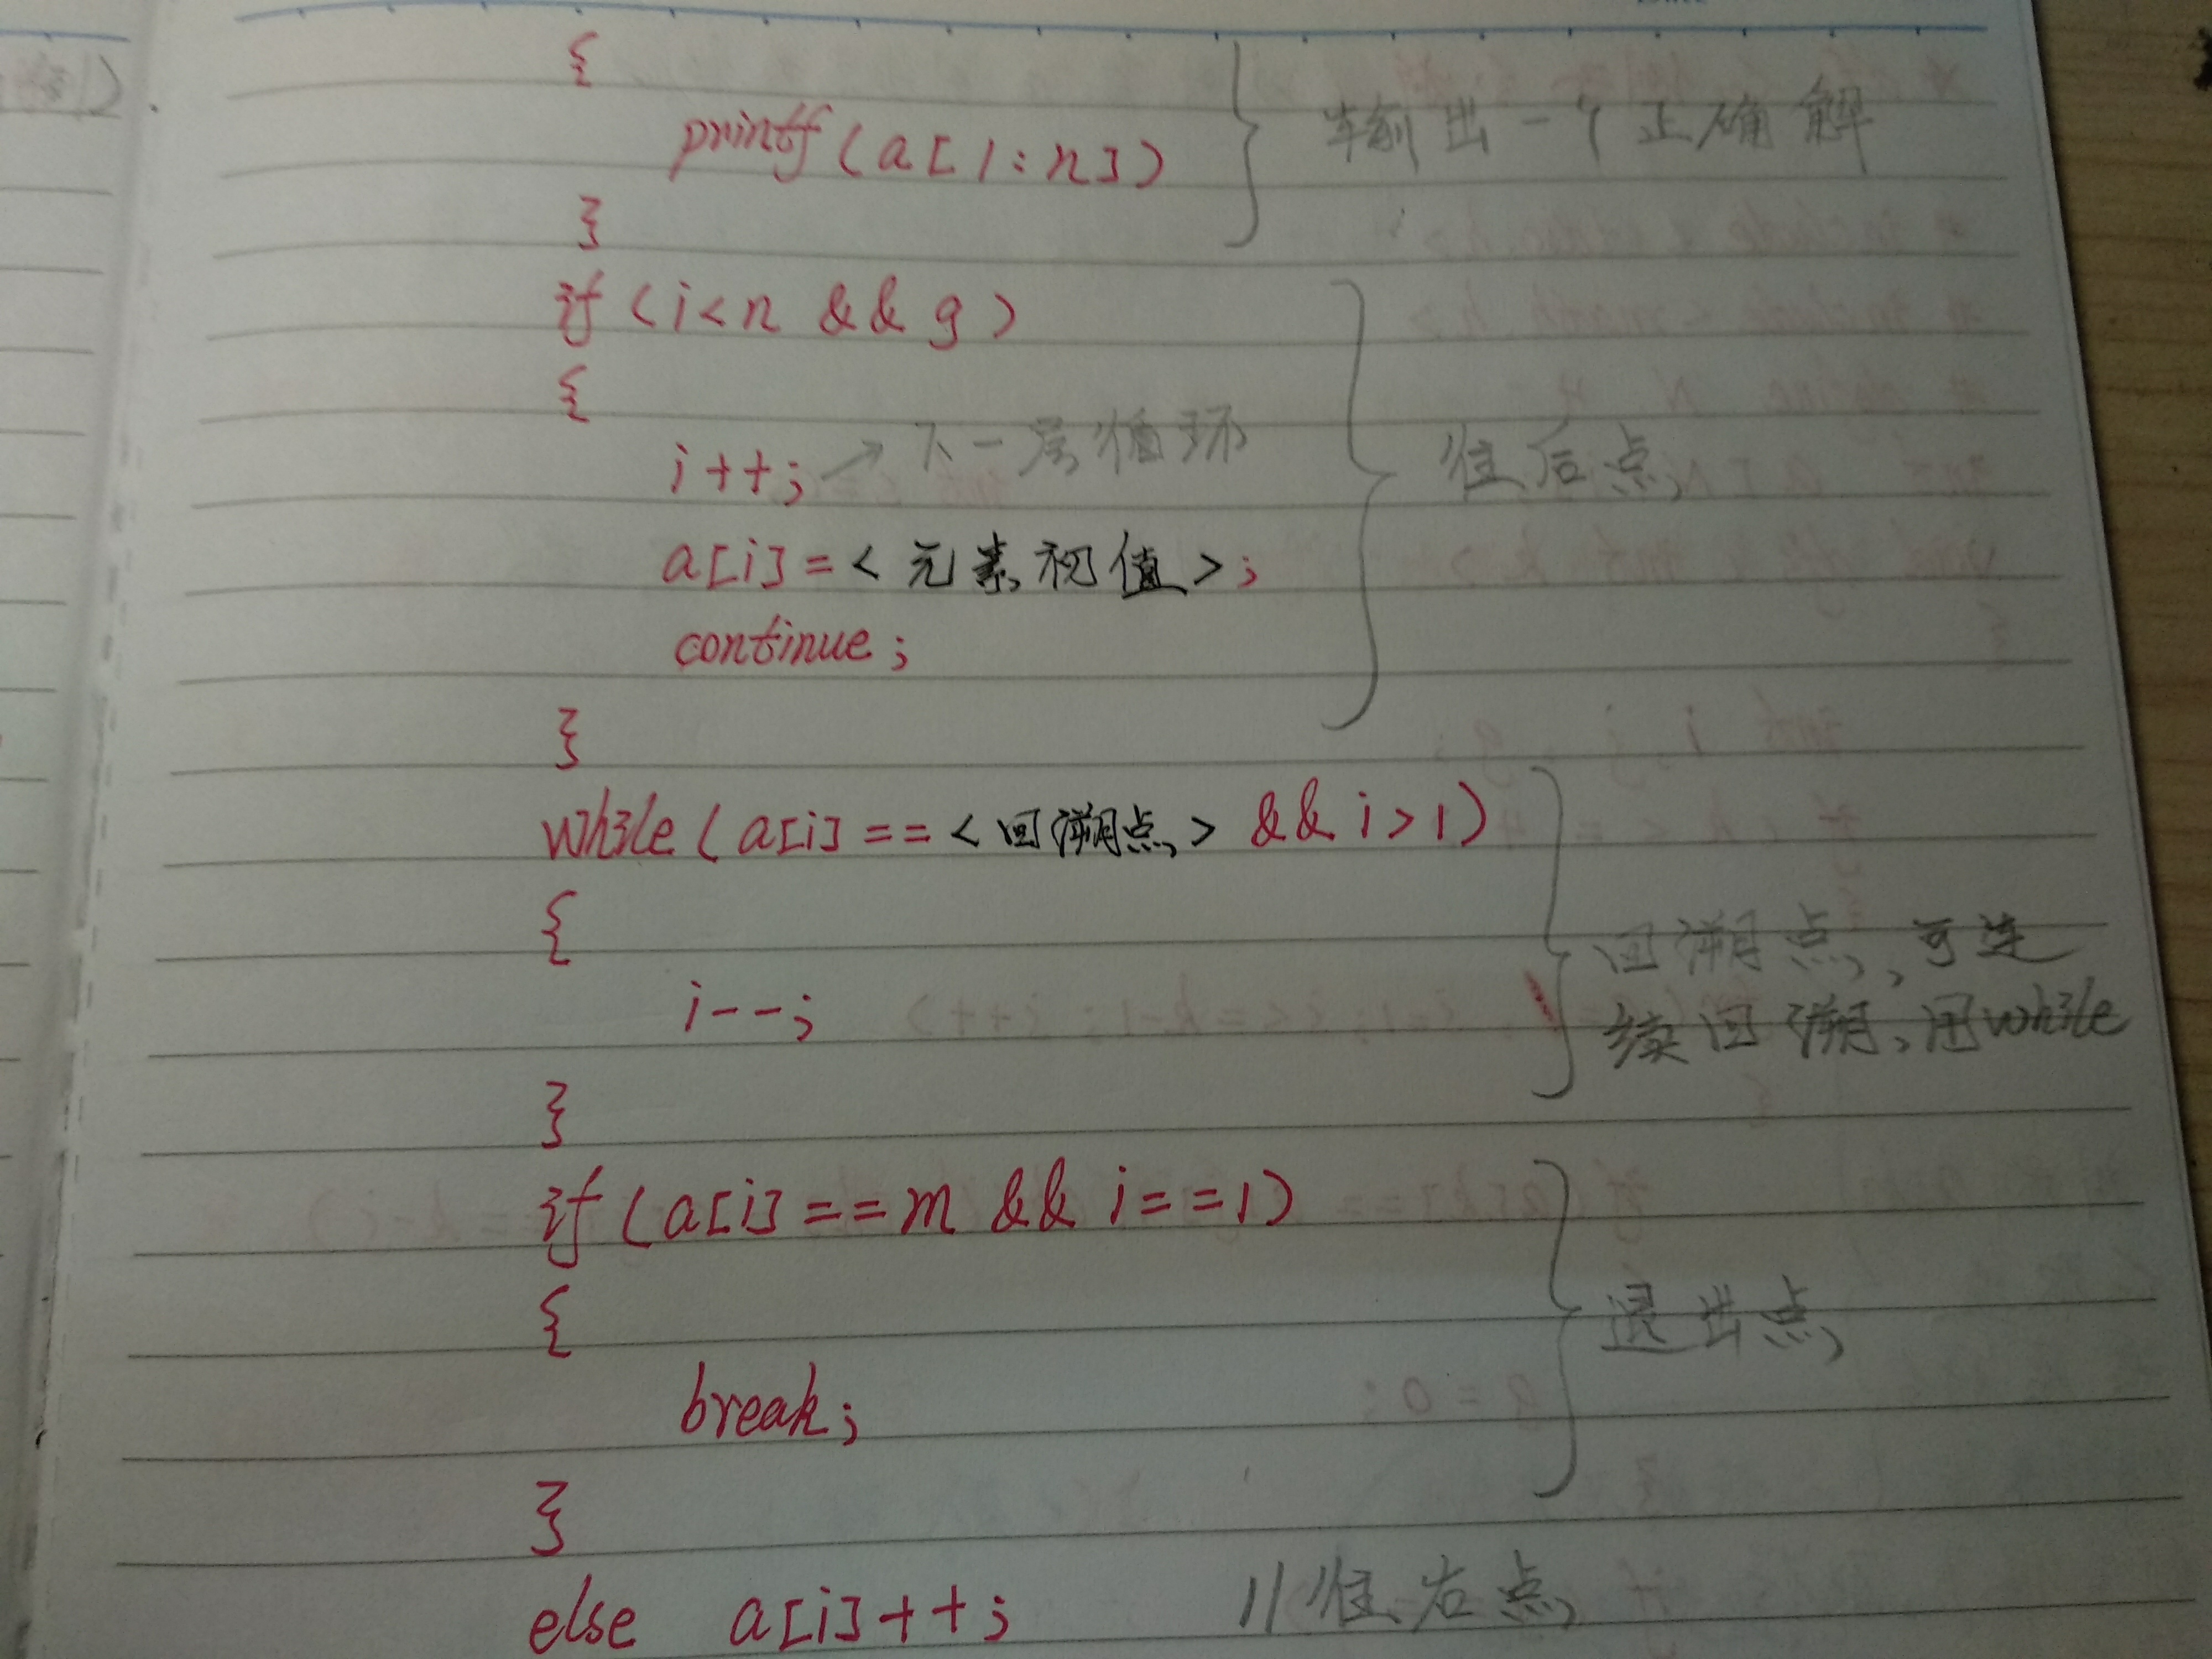 {
printf(a[1:n]) 输出一个正确解
}
if(i<n && g)
{
i++; → 下一层循环
往后点
a[i]=<元素初值>;
continue;
}
while(a[i]==<回溯点> && i>1)
{
回溯点,可连
i--;
续回溯,用while
}
if(a[i]==m && i==1)
{
退出点
break;
}
else a[i]++; //往右点